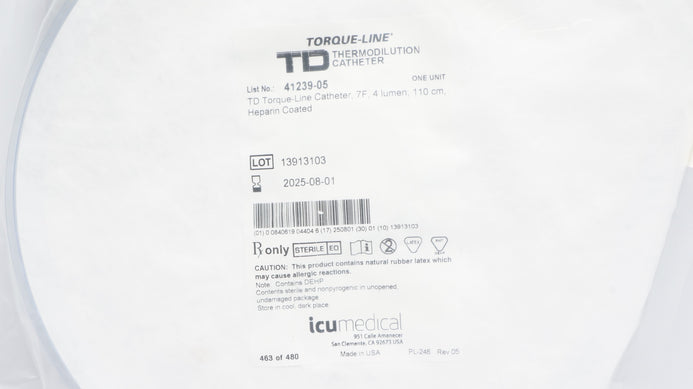 TORQUE-LINE®
TD THERMODILUTION CATHETER
List No.: 41239-05 ONE UNIT
TD Torque-Line Catheter, 7F, 4 lumen, 110 cm,
Heparin Coated
LOT 13913103
2025-08-01
(01) 0 0840619 04404 6 (17) 250801 (30) 01 (10) 13913103
Rx only STERILE EO i 2 LATEX
CAUTION: This product contains natural rubber latex which
may cause allergic reactions.
Note: Contains DEHP
Contents sterile and nonpyrogenic in unopened,
undamaged package.
Store in cool, dark place.
icumedical
951 Calle Amanecer
San Clemente, CA 92673 USA
463 of 480 Made in USA PL-246 Rev 05